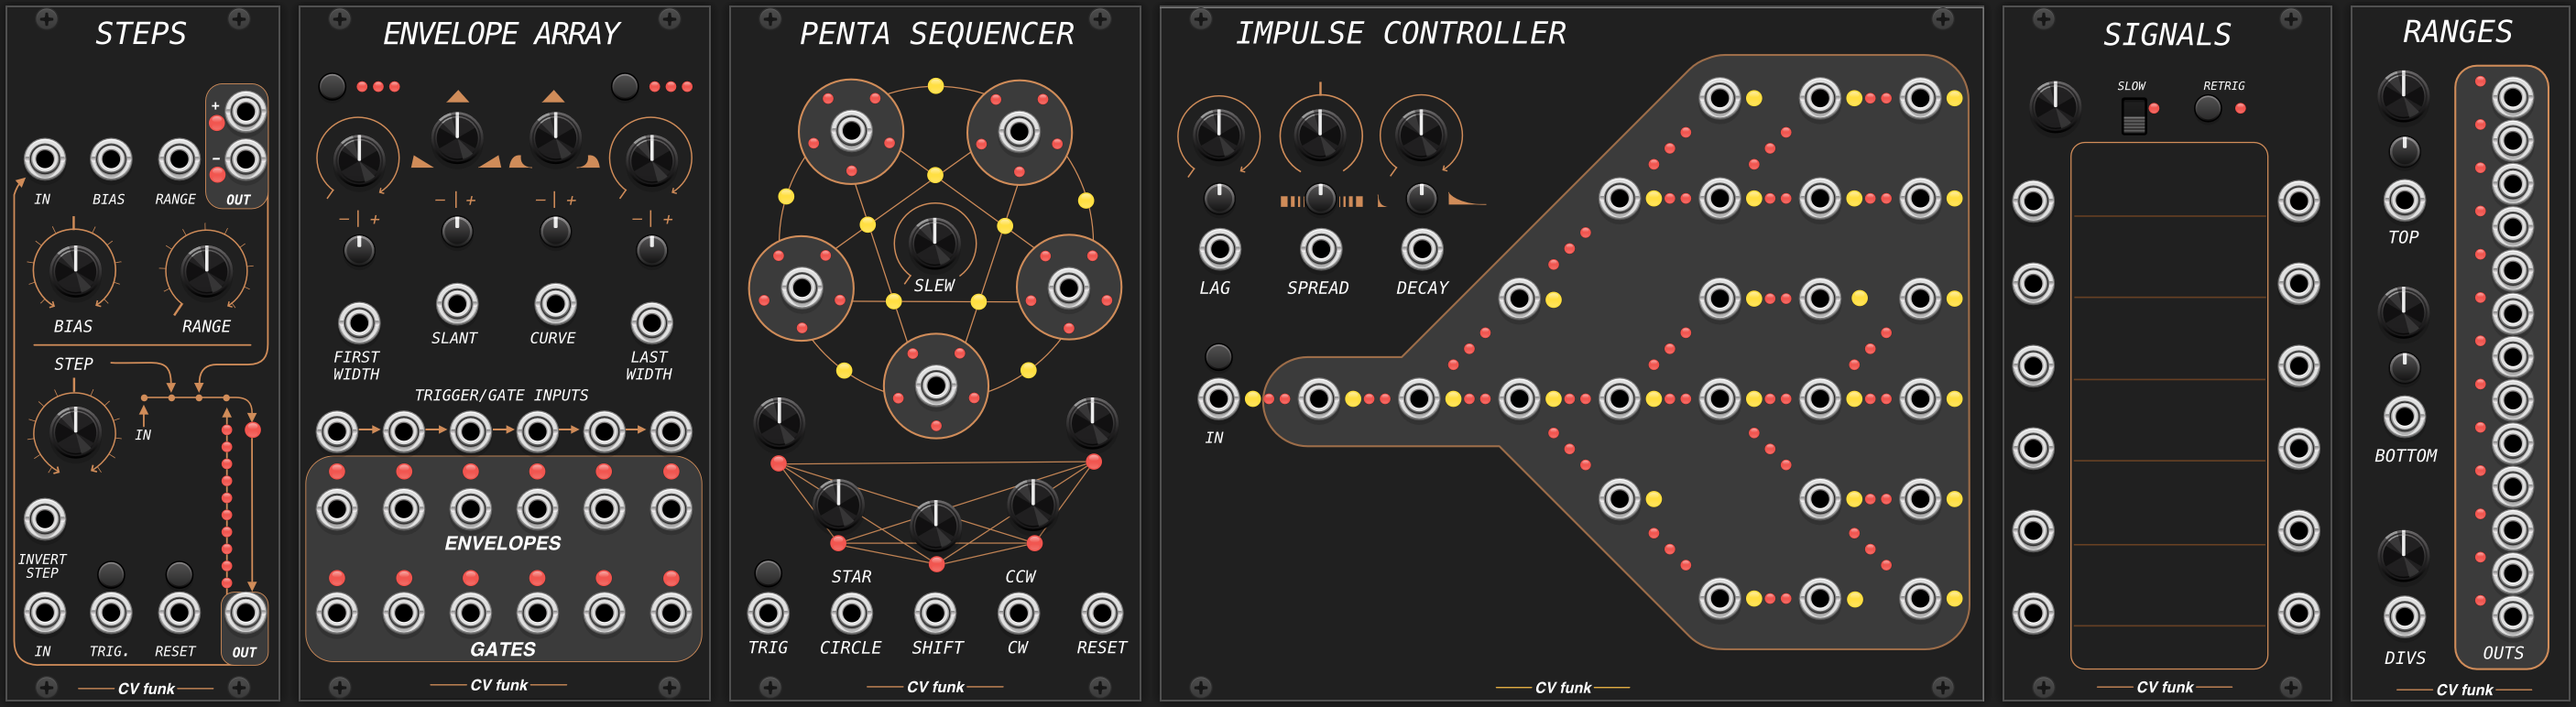 STEPS
+
−
IN BIAS RANGE OUT
BIAS RANGE
STEP
IN
INVERT
STEP
IN TRIG. RESET OUT
CV funk
ENVELOPE ARRAY
− | + − | +
− | + − | +
SLANT CURVE
FIRST
WIDTH
LAST
WIDTH
TRIGGER/GATE INPUTS
ENVELOPES
GATES
CV funk
PENTA SEQUENCER
SLEW
STAR CCW
TRIG CIRCLE SHIFT CW RESET
CV funk
IMPULSE CONTROLLER
LAG SPREAD DECAY
IN
CV funk
SIGNALS
SLOW RETRIG
CV funk
RANGES
TOP
BOTTOM
DIVS OUTS
CV funk